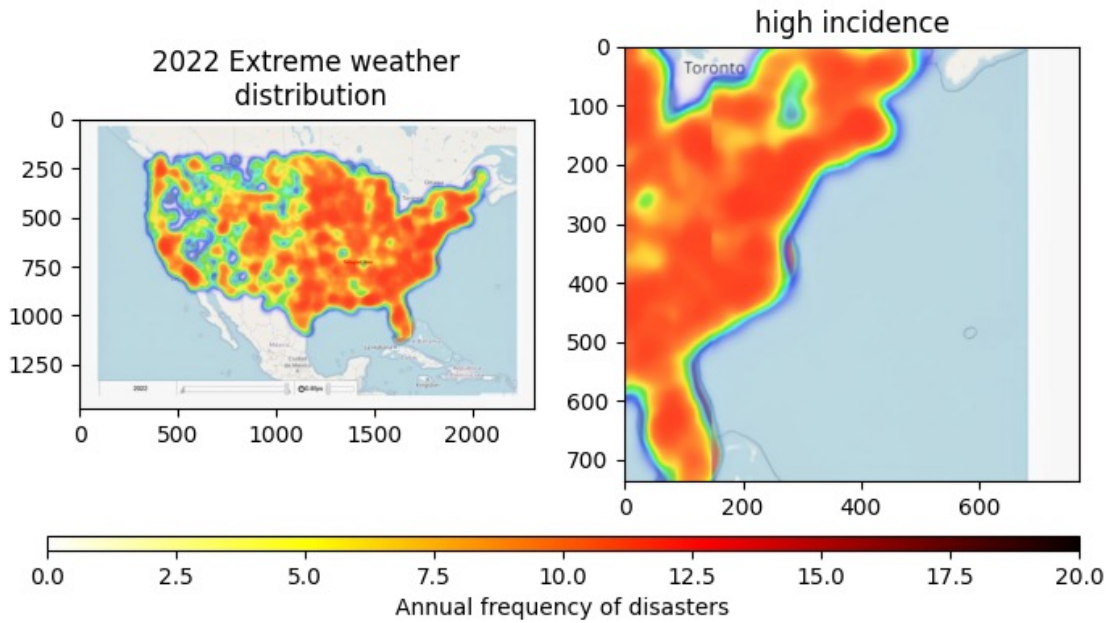 2022 Extreme weather
distribution
0
250
500
750
1000
1250
0 500 1000 1500 2000
2022
high incidence
Toronto
0
100
200
300
400
500
600
700
0 200 400 600
0.0 2.5 5.0 7.5 10.0 12.5 15.0 17.5 20.0
Annual frequency of disasters